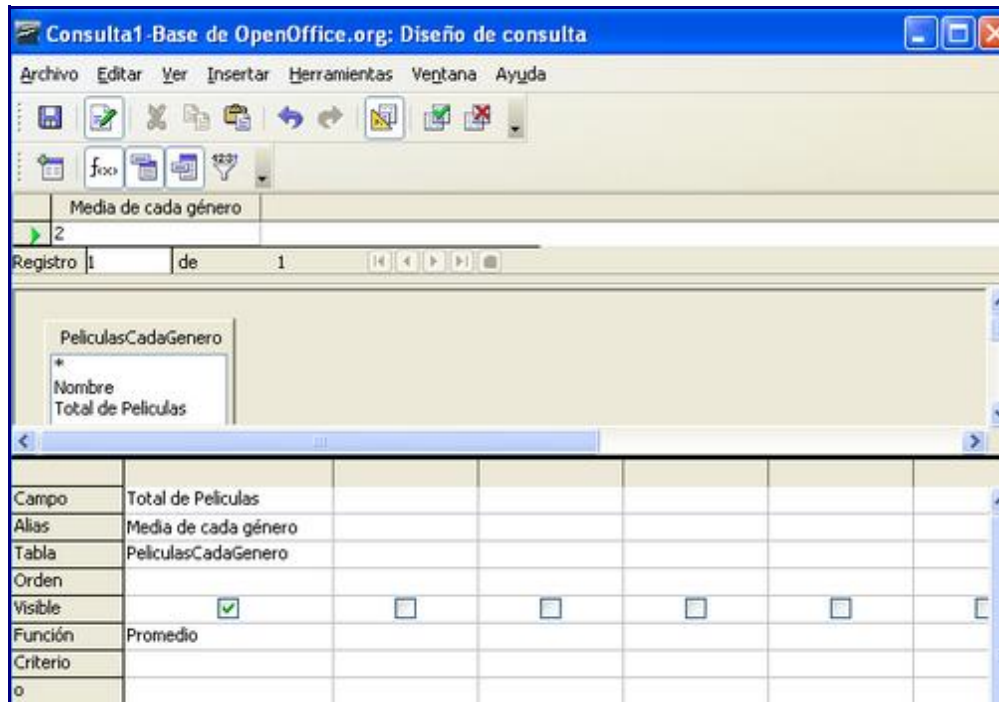 Consulta1-Base de OpenOffice.org: Diseño de consulta
Archivo Editar Ver Insertar Herramientas Ventana Ayuda
f(x)
Media de cada género
2
Registro 1 de 1
PeliculasCadaGenero
*
Nombre
Total de Peliculas
Campo Total de Peliculas
Alias Media de cada género
Tabla PeliculasCadaGenero
Orden
Visible
Función Promedio
Criterio
o